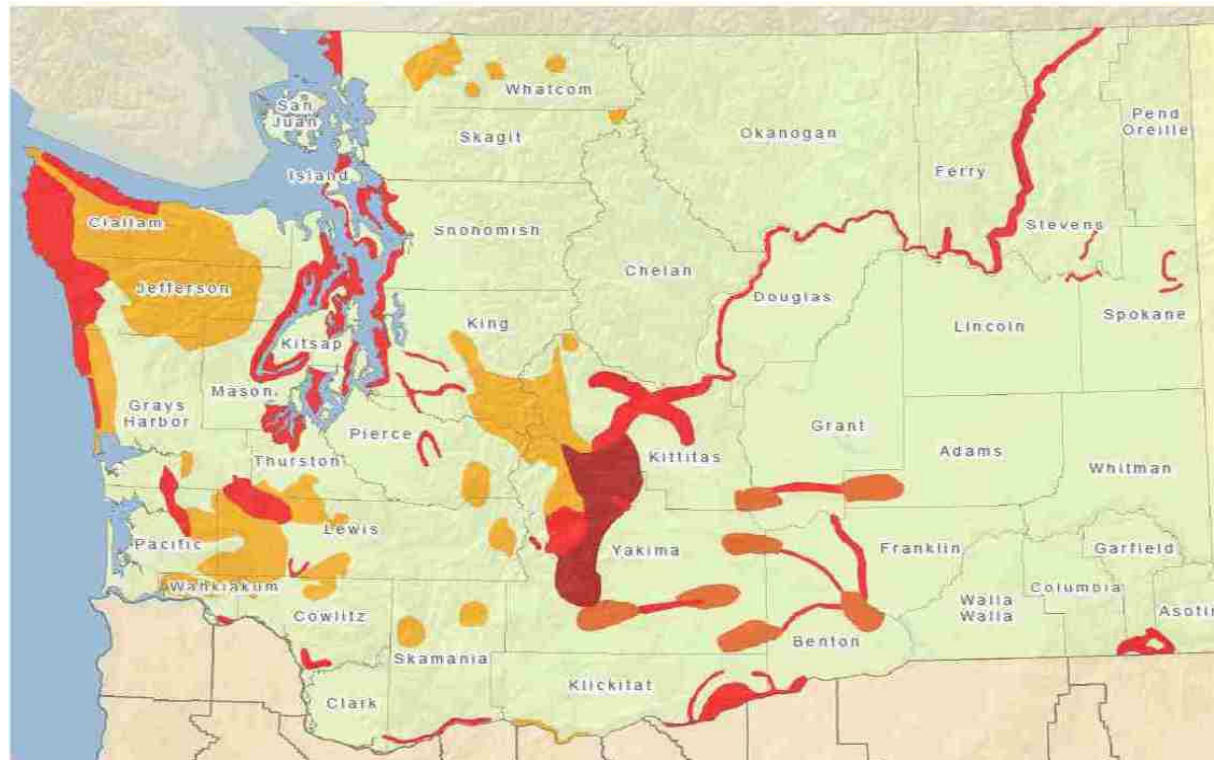 San
Juan
Whatcom
Skagit
Okanogan
Pend
Oreille
Ferry
Island
Stevens
Clallam
Snohomish
Chelan
Jefferson
Douglas
King
Lincoln
Spokane
Kitsap
Mason
Grays
Harbor
Pierce
Grant
Adams
Kittitas
Thurston
Whitman
Lewis
Pacific
Yakima
Franklin
Garfield
Wahkiakum
Columbia
Cowlitz
Walla
Walla
Asotin
Benton
Skamania
Klickitat
Clark